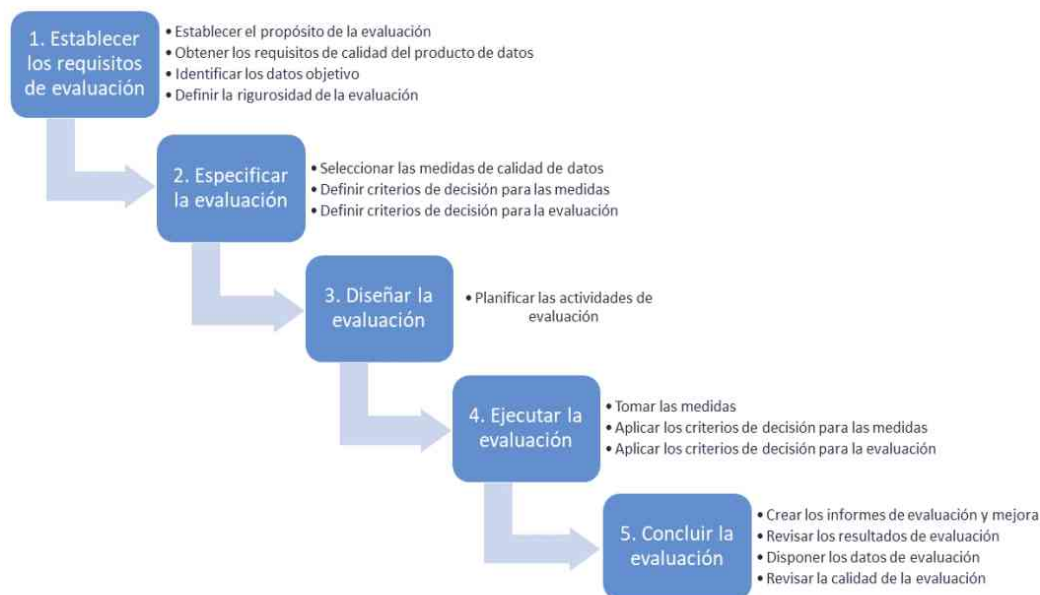 1. Establecer
los requisitos
de evaluación
• Establecer el propósito de la evaluación
• Obtener los requisitos de calidad del producto de datos
• Identificar los datos objetivo
• Definir la rigurosidad de la evaluación
2. Especificar
la evaluación
• Seleccionar las medidas de calidad de datos
• Definir criterios de decisión para las medidas
• Definir criterios de decisión para la evaluación
3. Diseñar la
evaluación
• Planificar las actividades de
evaluación
4. Ejecutar la
evaluación
• Tomar las medidas
• Aplicar los criterios de decisión para las medidas
• Aplicar los criterios de decisión para la evaluación
5. Concluir la
evaluación
• Crear los informes de evaluación y mejora
• Revisar los resultados de evaluación
• Disponer los datos de evaluación
• Revisar la calidad de la evaluación